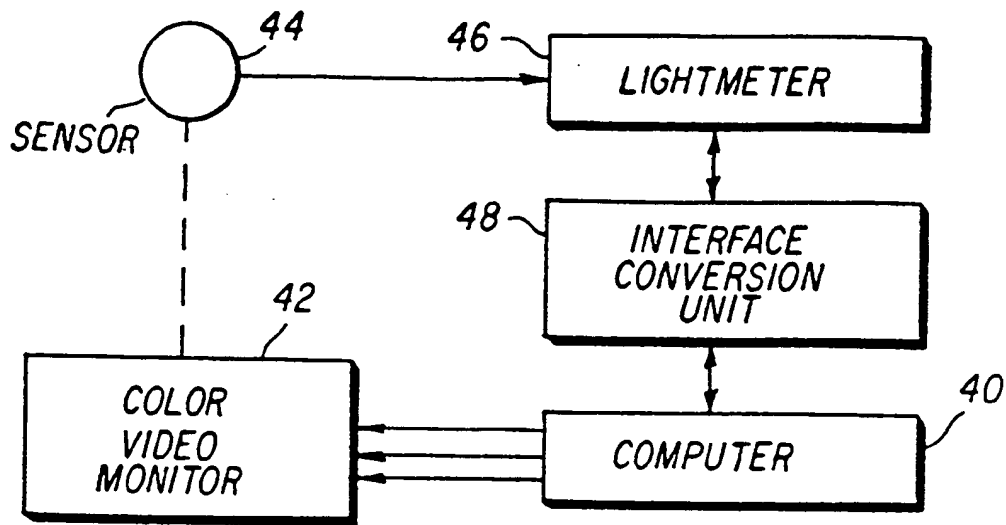 44
46
LIGHTMETER
SENSOR
48
INTERFACE
CONVERSION
UNIT
42
COLOR
VIDEO
MONITOR
40
COMPUTER